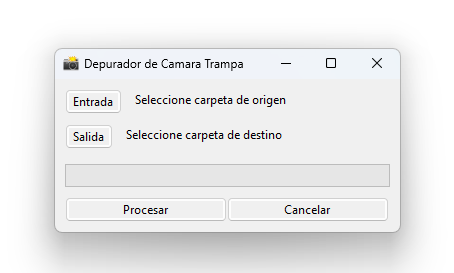 Depurador de Camara Trampa
Entrada Seleccione carpeta de origen
Salida Seleccione carpeta de destino
Procesar Cancelar